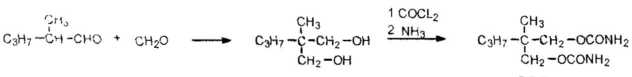 CH₃
C₃H₇–CH–CHO + CH₂O
CH₃
C₃H₇–C–CH₂–OH
CH₂–OH
1 COCL₂
2 NH₃
CH₃
C₃H₇–C–CH₂–OCONH₂
CH₂–OCONH₂